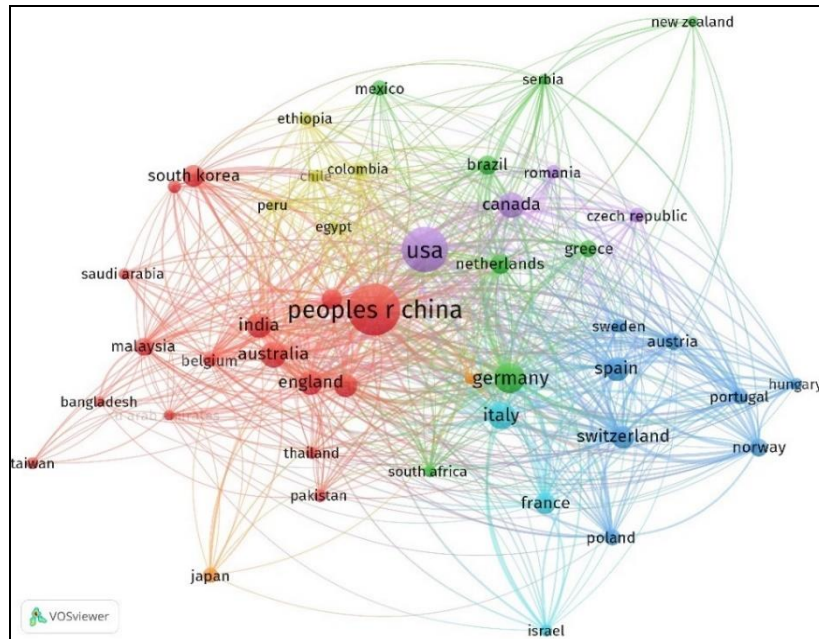 new zealand
serbia
mexico
ethiopia
brazil
romania
chile
colombia
south korea
canada
peru
czech republic
egypt
usa
greece
netherlands
saudi arabia
peoples r china
india
sweden
malaysia
belgium
australia
austria
spain
england
germany
hungary
bangladesh
portugal
arab
italy
switzerland
taiwan
thailand
norway
south africa
pakistan
france
poland
japan
VOSviewer
israel